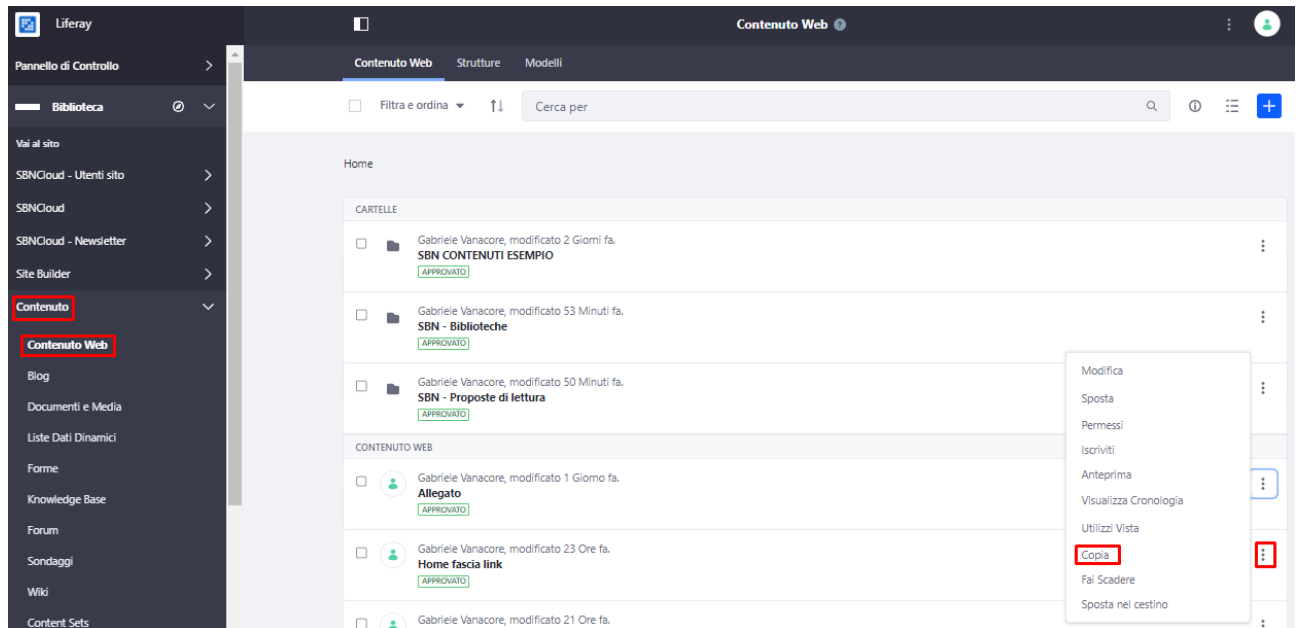 Liferay
Contenuto Web
Pannello di Controllo
Biblioteca
Vai al sito
SBNCloud - Utenti sito
SBNCloud
SBNCloud - Newsletter
Site Builder
Contenuto
Contenuto Web
Blog
Documenti e Media
Liste Dati Dinamici
Forme
Knowledge Base
Forum
Sondaggi
Wiki
Content Sets
Contenuto Web Strutture Modelli
Filtra e ordina Cerca per
Home
CARTELLE
Gabriele Vanacore, modificato 2 Giorni fa.
SBN CONTENUTI ESEMPIO
APPROVATO
Gabriele Vanacore, modificato 53 Minuti fa.
SBN - Biblioteche
APPROVATO
Gabriele Vanacore, modificato 50 Minuti fa.
SBN - Proposte di lettura
APPROVATO
CONTENUTO WEB
Gabriele Vanacore, modificato 1 Giorno fa.
Allegato
APPROVATO
Gabriele Vanacore, modificato 23 Ore fa.
Home fascia link
APPROVATO
Gabriele Vanacore, modificato 21 Ore fa.
Modifica
Sposta
Permessi
Iscriviti
Anteprima
Visualizza Cronologia
Utilizzi Vista
Copia
Fai Scadere
Sposta nel cestino